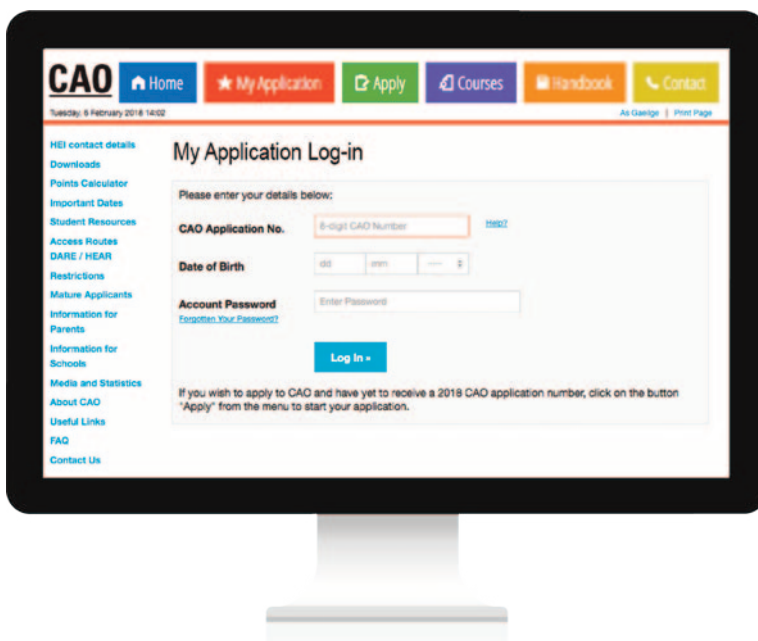 CAO
Home
My Application
Apply
Courses
Handbook
Contact
Tuesday, 6 February 2018 14:02
As Gaeilge | Print Page
HEI contact details
Downloads
Points Calculator
Important Dates
Student Resources
Access Routes
DARE / HEAR
Restrictions
Mature Applicants
Information for
Parents
Information for
Schools
Media and Statistics
About CAO
Useful Links
FAQ
Contact Us
My Application Log-in
Please enter your details below:
CAO Application No.
8-digit CAO Number
Help?
Date of Birth
dd
mm
----
Account Password
Enter Password
Forgotten Your Password?
Log In »
If you wish to apply to CAO and have yet to receive a 2018 CAO application number, click on the button
"Apply" from the menu to start your application.